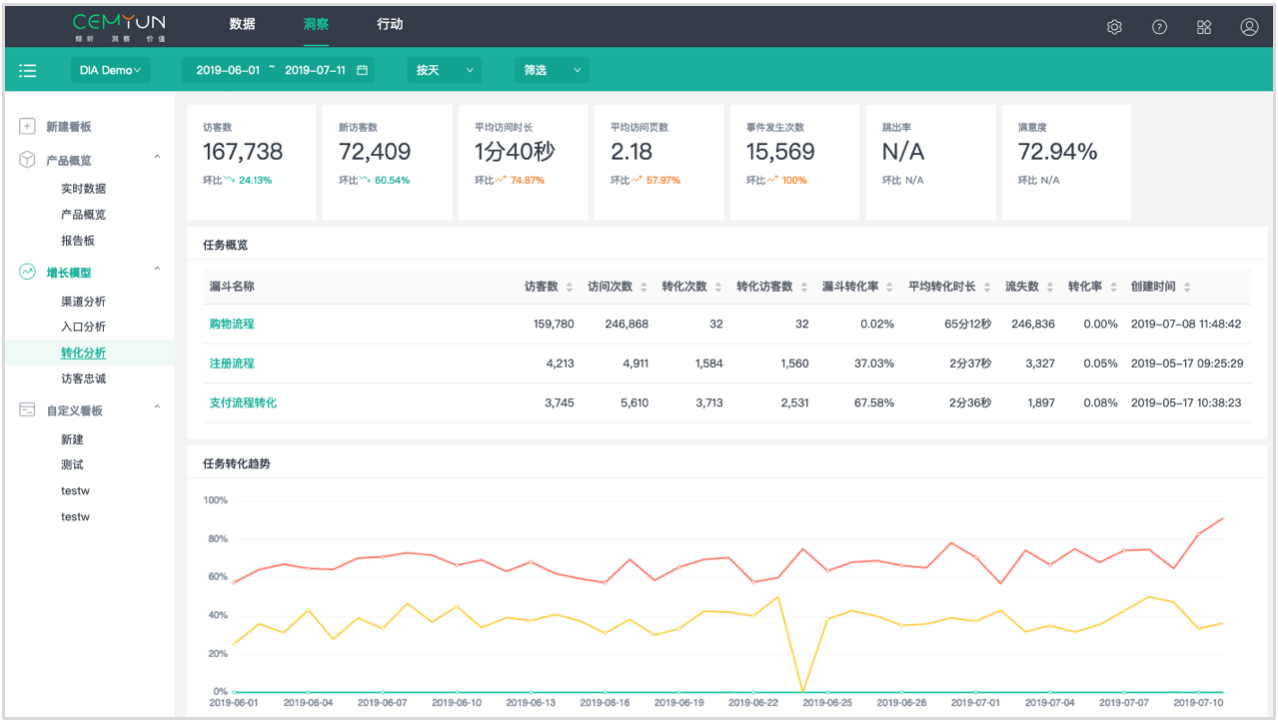 CEMYUN
倾听 洞察 价值
数据 洞察 行动
DIA Demo 2019-06-01 ~ 2019-07-11 按天 筛选
新建看板
产品概览
实时数据
产品概览
报告板
增长模型
渠道分析
入口分析
转化分析
访客忠诚
自定义看板
新建
测试
testw
testw
访客数
167,738
环比 24.13%
新访客数
72,409
环比 60.54%
平均访问时长
1分40秒
环比 74.87%
平均访问页数
2.18
环比 57.97%
事件发生次数
15,569
环比 100%
跳出率
N/A
环比 N/A
满意度
72.94%
环比 N/A
任务概览
漏斗名称 访客数 访问次数 转化次数 转化访客数 漏斗转化率 平均转化时长 流失数 转化率 创建时间
购物流程 159,780 246,868 32 32 0.02% 65分12秒 246,836 0.00% 2019-07-08 11:48:42
注册流程 4,213 4,911 1,584 1,560 37.03% 2分37秒 3,327 0.05% 2019-05-17 09:25:29
支付流程转化 3,745 5,610 3,713 2,531 67.58% 2分36秒 1,897 0.08% 2019-05-17 10:38:23
任务转化趋势
100%
80%
60%
40%
20%
0%
2019-06-01 2019-06-04 2019-06-07 2019-06-10 2019-06-13 2019-06-16 2019-06-19 2019-06-22 2019-06-25 2019-06-28 2019-07-01 2019-07-04 2019-07-07 2019-07-10